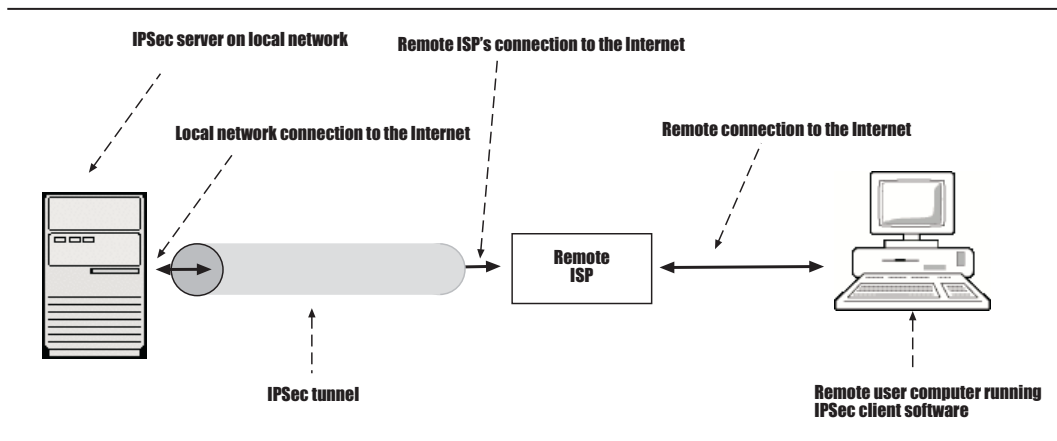 IPSec server on local network
Remote ISP's connection to the Internet
Local network connection to the Internet
Remote connection to the Internet
Remote
ISP
IPSec tunnel
Remote user computer running
IPSec client software